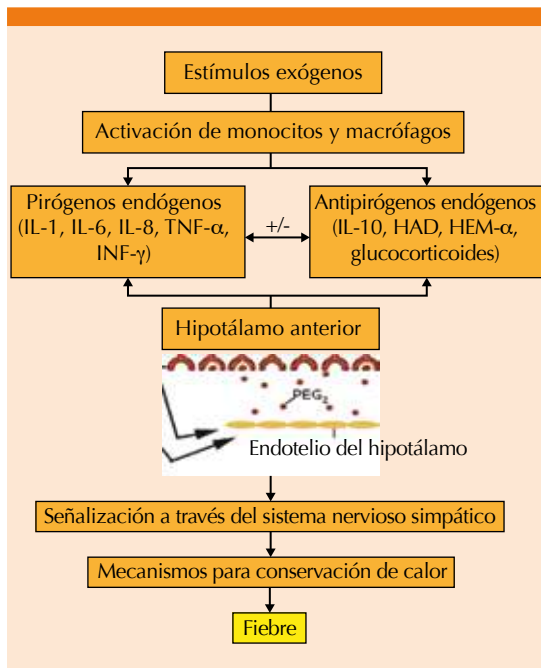 Estímulos exógenos
Activación de monocitos y macrófagos
Pirógenos endógenos
(IL-1, IL-6, IL-8, TNF-α,
INF-γ)
+/-
Antipirógenos endógenos
(IL-10, HAD, HEM-α,
glucocorticoides)
Hipotálamo anterior
PEG₂
Endotelio del hipotálamo
Señalización a través del sistema nervioso simpático
Mecanismos para conservación de calor
Fiebre